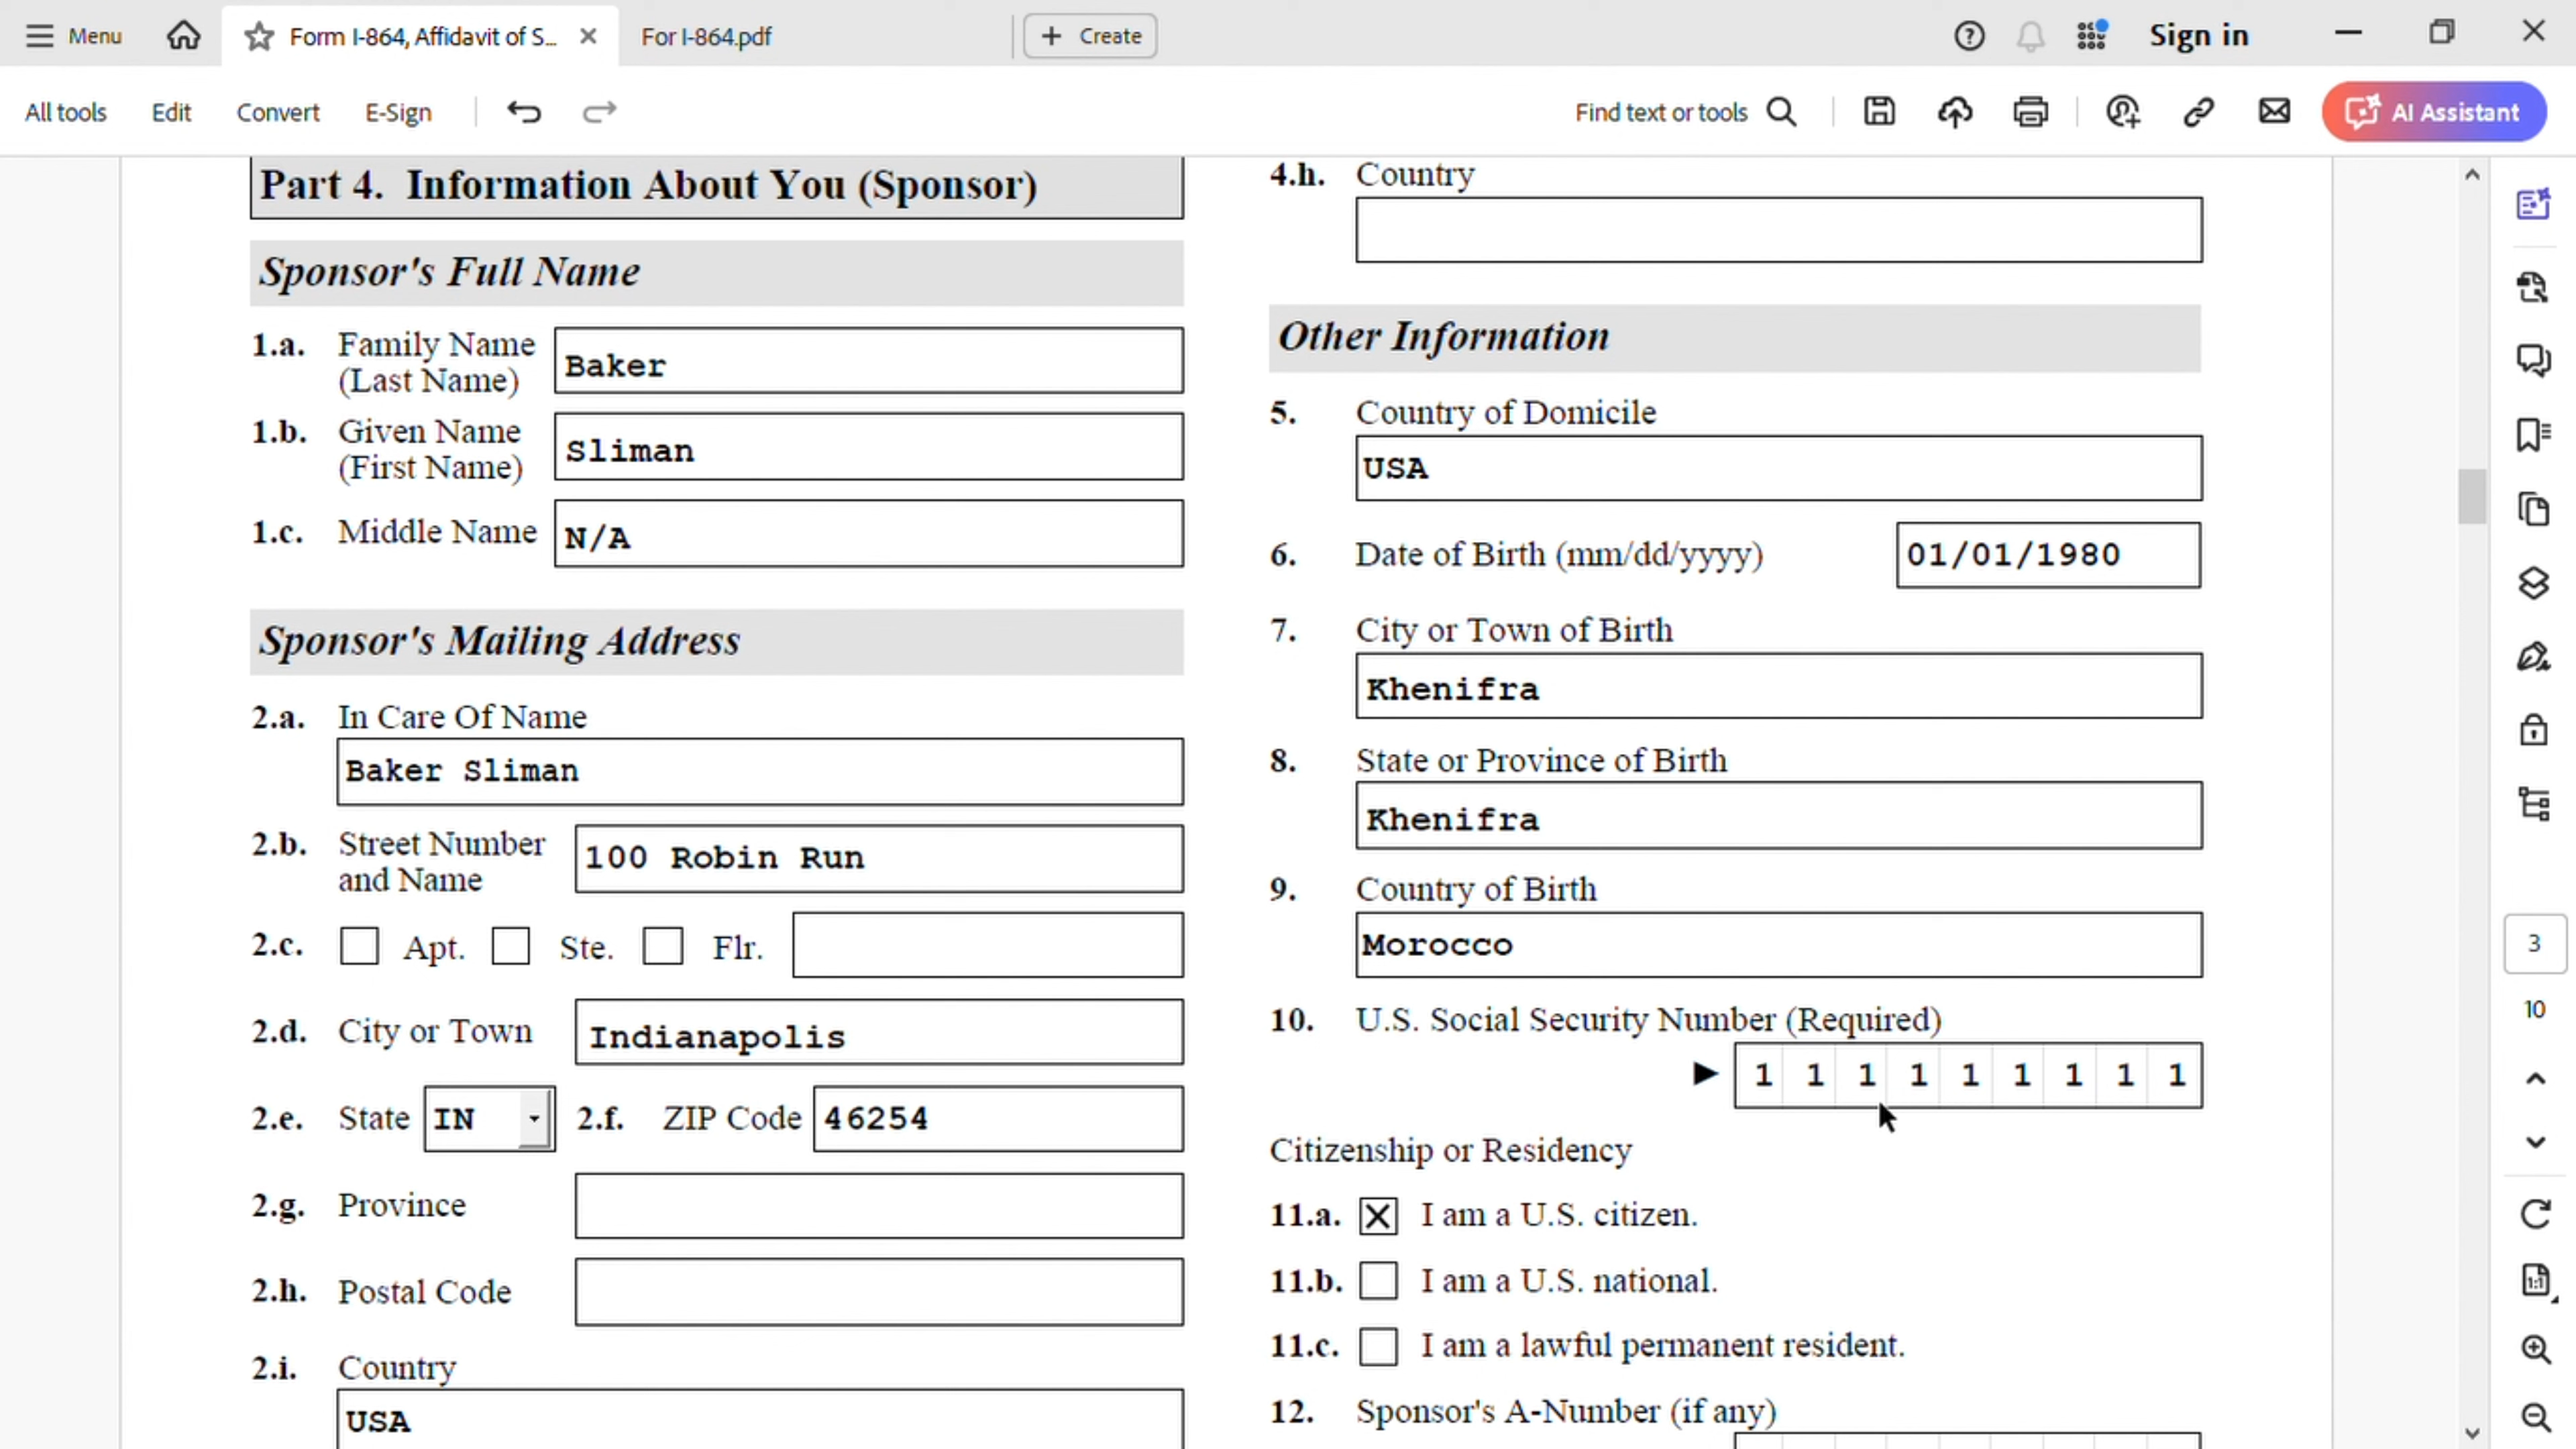 Menu
Form I-864, Affidavit of S...
For I-864.pdf
Create
Sign in
All tools
Edit
Convert
E-Sign
Find text or tools
AI Assistant
Part 4. Information About You (Sponsor)
Sponsor's Full Name
1.a. Family Name (Last Name) Baker
1.b. Given Name (First Name) Sliman
1.c. Middle Name N/A
Sponsor's Mailing Address
2.a. In Care Of Name
Baker Sliman
2.b. Street Number and Name 100 Robin Run
2.c. Apt. Ste. Flr.
2.d. City or Town Indianapolis
2.e. State IN 2.f. ZIP Code 46254
2.g. Province
2.h. Postal Code
2.i. Country
USA
4.h. Country
Other Information
5. Country of Domicile
USA
6. Date of Birth (mm/dd/yyyy) 01/01/1980
7. City or Town of Birth
Khenifra
8. State or Province of Birth
Khenifra
9. Country of Birth
Morocco
10. U.S. Social Security Number (Required)
1 1 1 1 1 1 1 1 1
Citizenship or Residency
11.a. X I am a U.S. citizen.
11.b. I am a U.S. national.
11.c. I am a lawful permanent resident.
12. Sponsor's A-Number (if any)
3
10